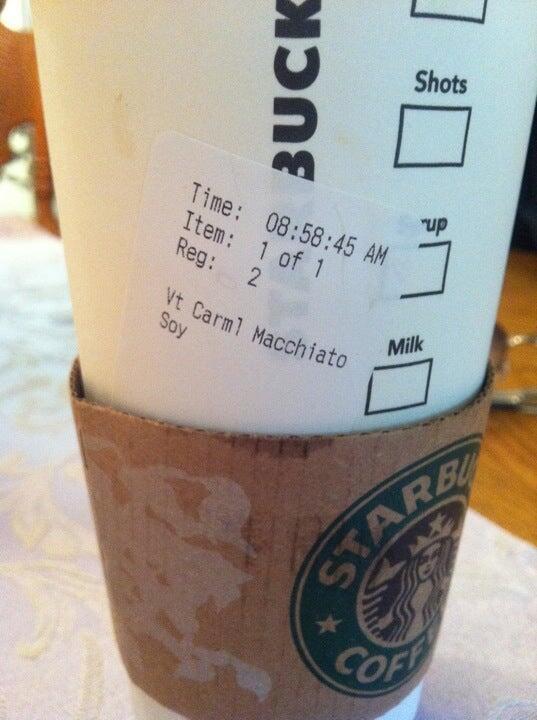 BUCK
Shots
Time: 08:58:45 AM
Item: 1 of 1
Reg: 2
Vt Carml Macchiato
Soy
rup
Milk
STARBU
COFF